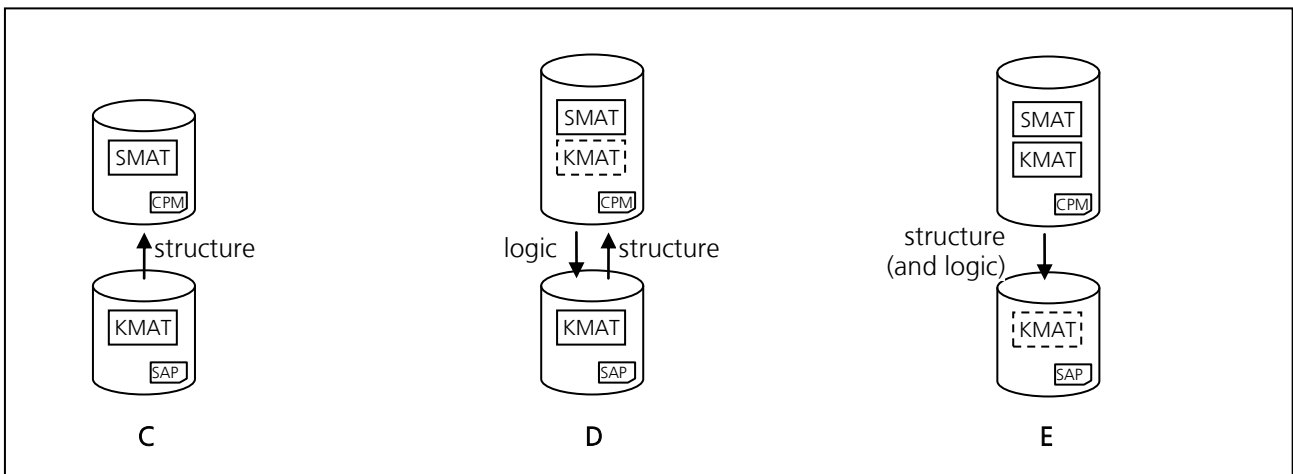 SMAT
CPM
structure
KMAT
SAP
C
SMAT
KMAT
CPM
logic
structure
KMAT
SAP
D
SMAT
KMAT
CPM
structure
(and logic)
KMAT
SAP
E